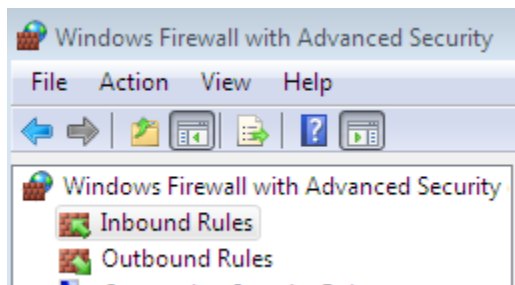 Windows Firewall with Advanced Security
File Action View Help
Windows Firewall with Advanced Security
Inbound Rules
Outbound Rules